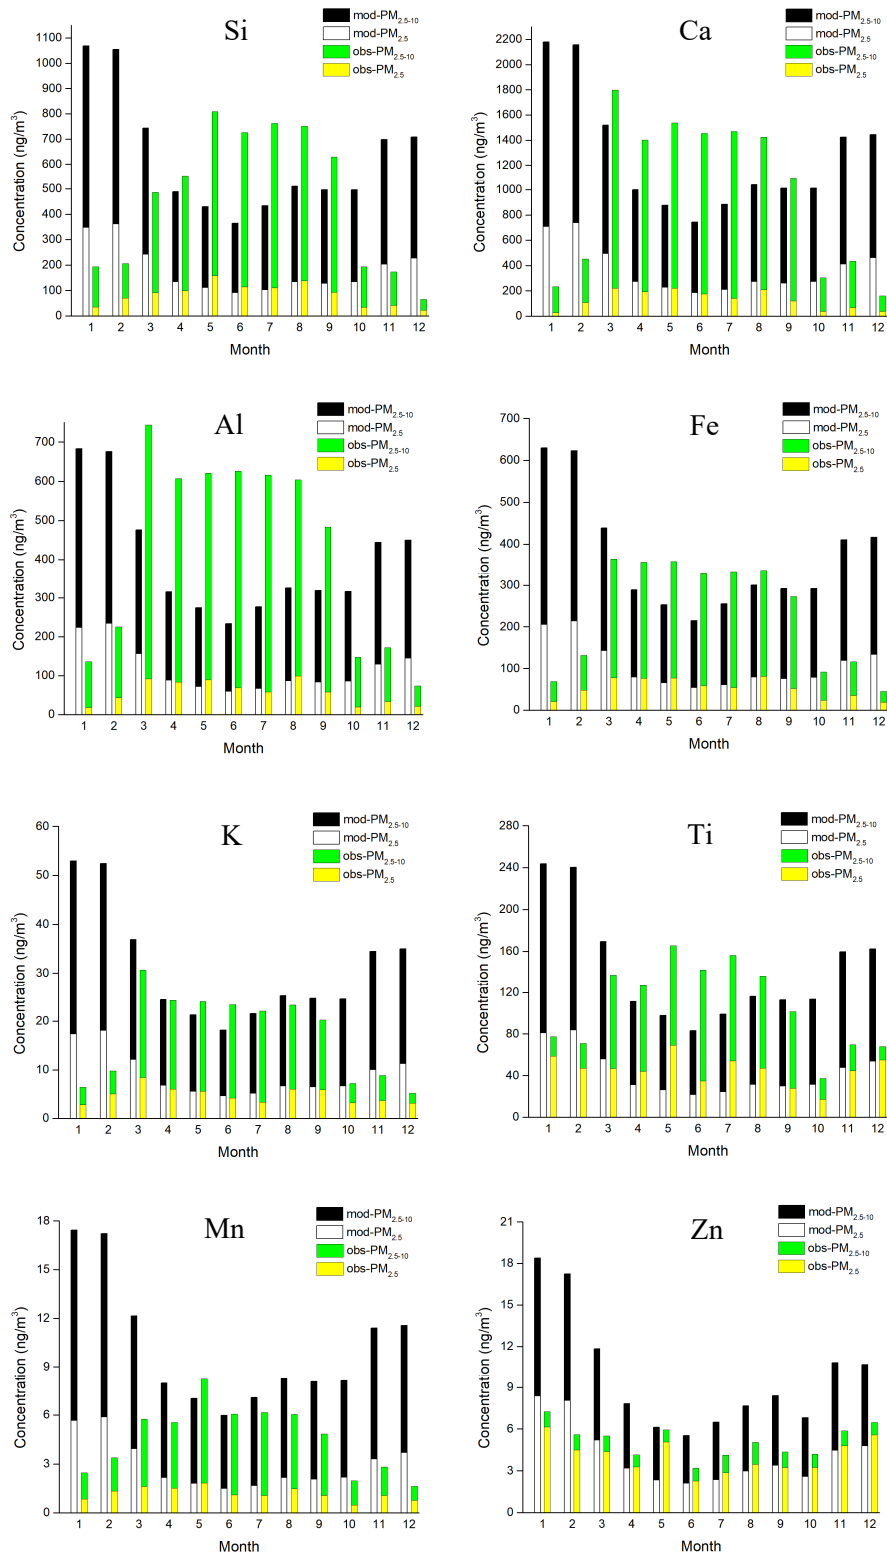 Si
mod-PM2.5-10
mod-PM2.5
obs-PM2.5-10
obs-PM2.5
Concentration (ng/m3)
1100
1000
900
800
700
600
500
400
300
200
100
0
1 2 3 4 5 6 7 8 9 10 11 12
Month
Ca
mod-PM2.5-10
mod-PM2.5
obs-PM2.5-10
obs-PM2.5
Concentration (ng/m3)
2200
2000
1800
1600
1400
1200
1000
800
600
400
200
0
1 2 3 4 5 6 7 8 9 10 11 12
Month
Al
mod-PM2.5-10
mod-PM2.5
obs-PM2.5-10
obs-PM2.5
Concentration (ng/m3)
700
600
500
400
300
200
100
0
1 2 3 4 5 6 7 8 9 10 11 12
Month
Fe
mod-PM2.5-10
mod-PM2.5
obs-PM2.5-10
obs-PM2.5
Concentration (ng/m3)
700
600
500
400
300
200
100
0
1 2 3 4 5 6 7 8 9 10 11 12
Month
K
mod-PM2.5-10
mod-PM2.5
obs-PM2.5-10
obs-PM2.5
Concentration (ng/m3)
60
50
40
30
20
10
0
1 2 3 4 5 6 7 8 9 10 11 12
Month
Ti
mod-PM2.5-10
mod-PM2.5
obs-PM2.5-10
obs-PM2.5
Concentration (ng/m3)
280
240
200
160
120
80
40
0
1 2 3 4 5 6 7 8 9 10 11 12
Month
Mn
mod-PM2.5-10
mod-PM2.5
obs-PM2.5-10
obs-PM2.5
Concentration (ng/m3)
18
15
12
9
6
3
0
1 2 3 4 5 6 7 8 9 10 11 12
Month
Zn
mod-PM2.5-10
mod-PM2.5
obs-PM2.5-10
obs-PM2.5
Concentration (ng/m3)
21
18
15
12
9
6
3
0
1 2 3 4 5 6 7 8 9 10 11 12
Month